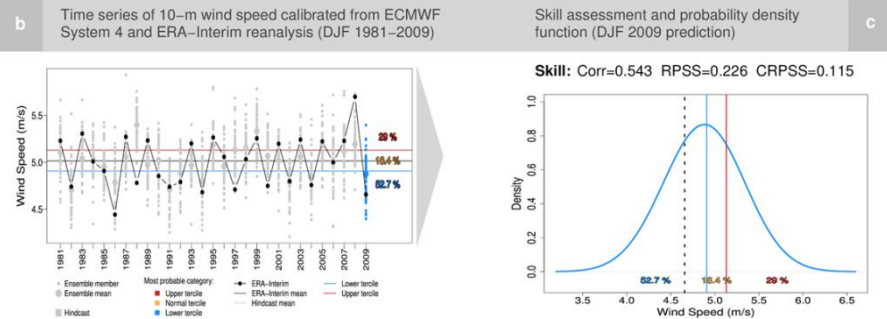 b
Time series of 10−m wind speed calibrated from ECMWF
System 4 and ERA−Interim reanalysis (DJF 1981−2009)
Wind Speed (m/s)
5.5
5.0
4.5
29 %
18.4 %
52.7 %
1981
1983
1985
1987
1989
1991
1993
1995
1997
1999
2001
2003
2005
2007
2009
Ensemble member
Ensemble mean
Hindcast
Most probable category:
Upper tercile
Normal tercile
Lower tercile
ERA−Interim
ERA−Interim mean
Hindcast mean
Lower tercile
Upper tercile
Skill assessment and probability density
function (DJF 2009 prediction)
c
Skill: Corr=0.543 RPSS=0.226 CRPSS=0.115
Density
1.0
0.8
0.6
0.4
0.2
0.0
52.7 %
18.4 %
29 %
3.5 4.0 4.5 5.0 5.5 6.0 6.5
Wind Speed (m/s)